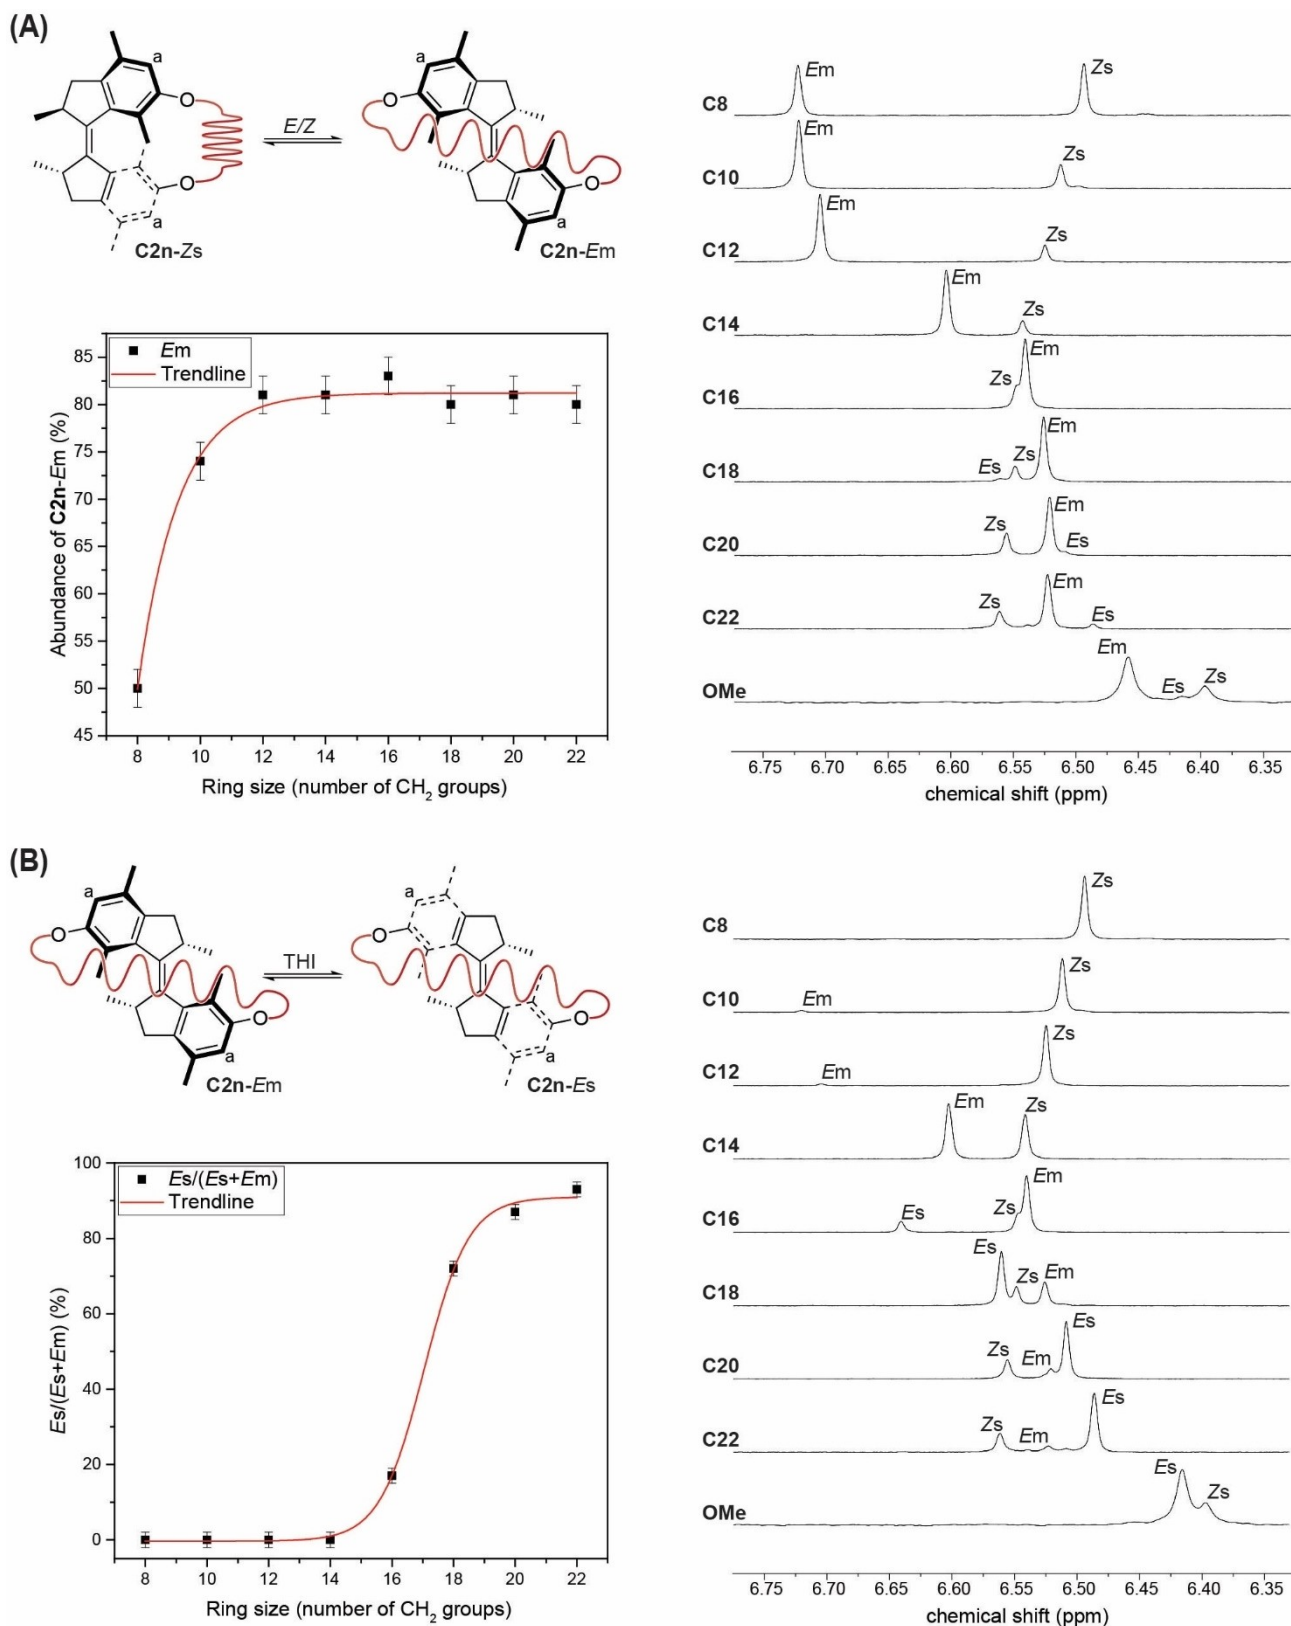 (A)
a
O
O
a
C2n-Zs
E/Z
a
O
O
a
C2n-Em
Em
Trendline
85
80
75
70
65
60
55
50
45
Abundance of C2n-Em (%)
8 10 12 14 16 18 20 22
Ring size (number of CH2 groups)
C8 Em Zs
C10 Em Zs
C12 Em Zs
C14 Em Zs
C16 Zs Em
C18 Es Zs Em
C20 Zs Em Es
C22 Zs Em Es
OMe Em Es Zs
6.75 6.70 6.65 6.60 6.55 6.50 6.45 6.40 6.35
chemical shift (ppm)
(B)
a
O
O
a
C2n-Em
THI
a
O
O
a
C2n-Es
Es/(Es+Em)
Trendline
100
80
60
40
20
0
Es/(Es+Em) (%)
8 10 12 14 16 18 20 22
Ring size (number of CH2 groups)
C8 Zs
C10 Em Zs
C12 Em Zs
C14 Em Zs
C16 Es Zs Em
C18 Es Zs Em
C20 Zs Em Es
C22 Zs Em Es
OMe Es Zs
6.75 6.70 6.65 6.60 6.55 6.50 6.45 6.40 6.35
chemical shift (ppm)